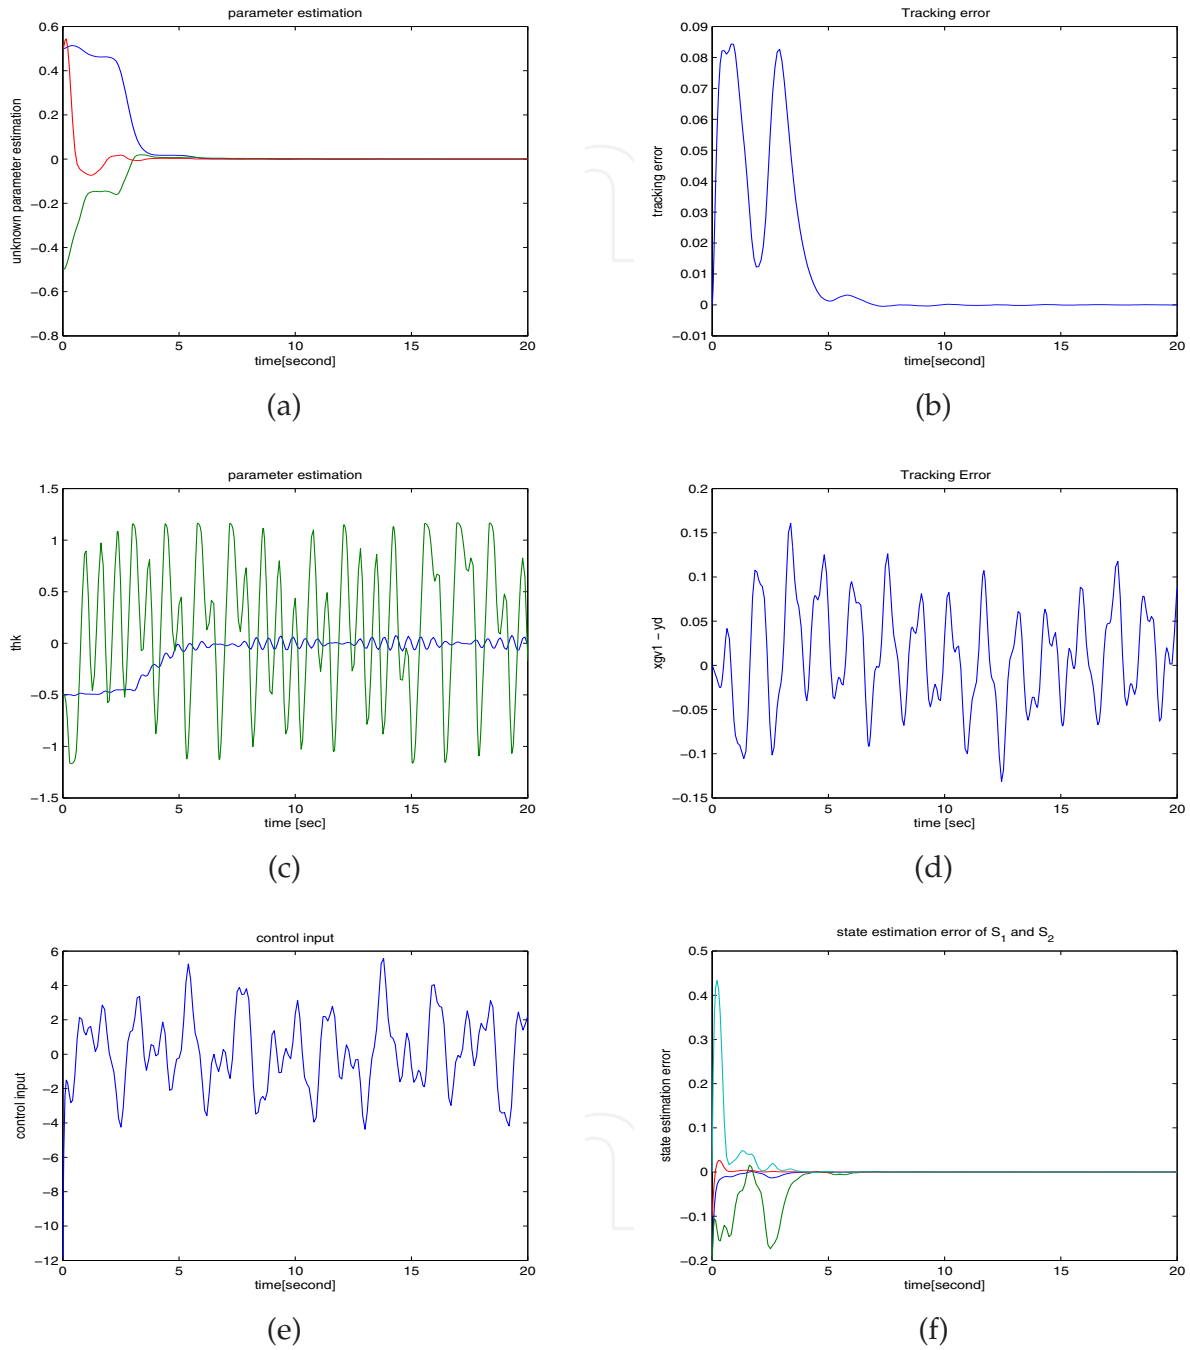 parameter estimation
unknown parameter estimation
0.6
0.4
0.2
0
−0.2
−0.4
−0.6
−0.8
0 5 10 15 20
time[second]
(a)
Tracking error
tracking error
0.09
0.08
0.07
0.06
0.05
0.04
0.03
0.02
0.01
0
−0.01
0 5 10 15 20
time[second]
(b)
parameter estimation
thk
1.5
1
0.5
0
−0.5
−1
−1.5
0 5 10 15 20
time [sec]
(c)
Tracking Error
xgv1 − yd
0.2
0.15
0.1
0.05
0
−0.05
−0.1
−0.15
0 5 10 15 20
time [sec]
(d)
control input
control input
6
4
2
0
−2
−4
−6
−8
−10
−12
0 5 10 15 20
time[second]
(e)
state estimation error of S1 and S2
state estimation error
0.5
0.4
0.3
0.2
0.1
0
−0.1
−0.2
0 5 10 15 20
time[second]
(f)